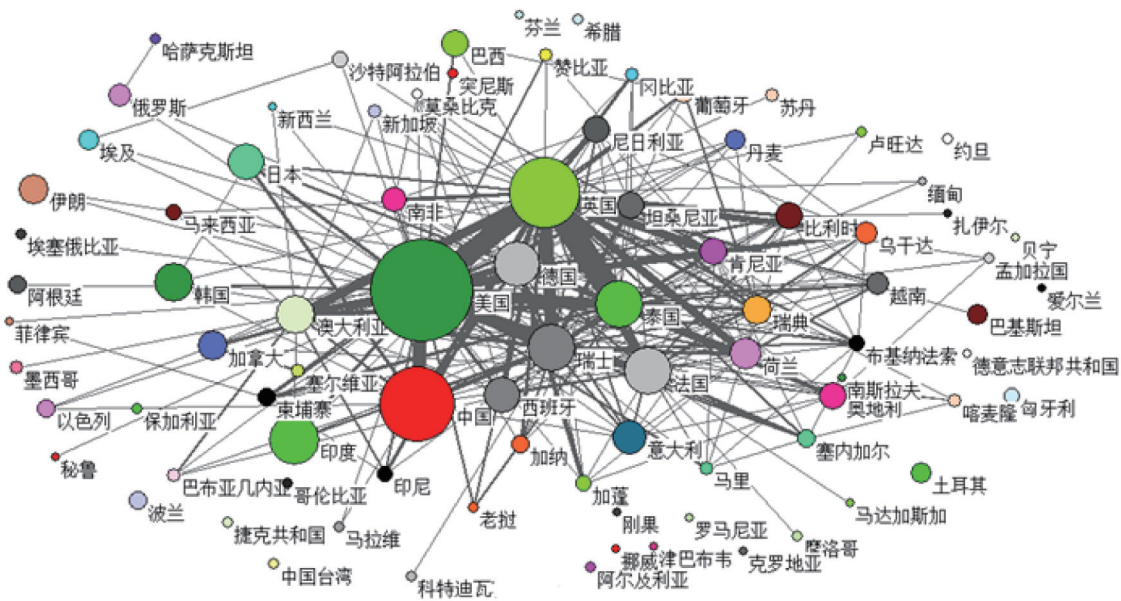 芬兰
希腊
哈萨克斯坦
巴西
赞比亚
沙特阿拉伯
突尼斯
冈比亚
俄罗斯
莫桑比克
葡萄牙
苏丹
新西兰
新加坡
尼日利亚
丹麦
卢旺达
约旦
埃及
日本
缅甸
伊朗
南非
英国
坦桑尼亚
比利时
扎伊尔
马来西亚
乌干达
贝宁
埃塞俄比亚
德国
肯尼亚
孟加拉国
阿根廷
韩国
美国
越南
爱尔兰
菲律宾
澳大利亚
泰国
瑞典
巴基斯坦
加拿大
瑞士
荷兰
布基纳法索
德意志联邦共和国
墨西哥
塞尔维亚
法国
南斯拉夫
以色列
保加利亚
柬埔寨
中国
西班牙
奥地利
喀麦隆
匈牙利
印度
加纳
意大利
塞内加尔
秘鲁
巴布亚几内亚
哥伦比亚
印尼
马里
土耳其
波兰
加蓬
老挝
马达加斯加
捷克共和国
马拉维
刚果
罗马尼亚
摩洛哥
中国台湾
科特迪瓦
挪威
津巴布韦
克罗地亚
阿尔及利亚